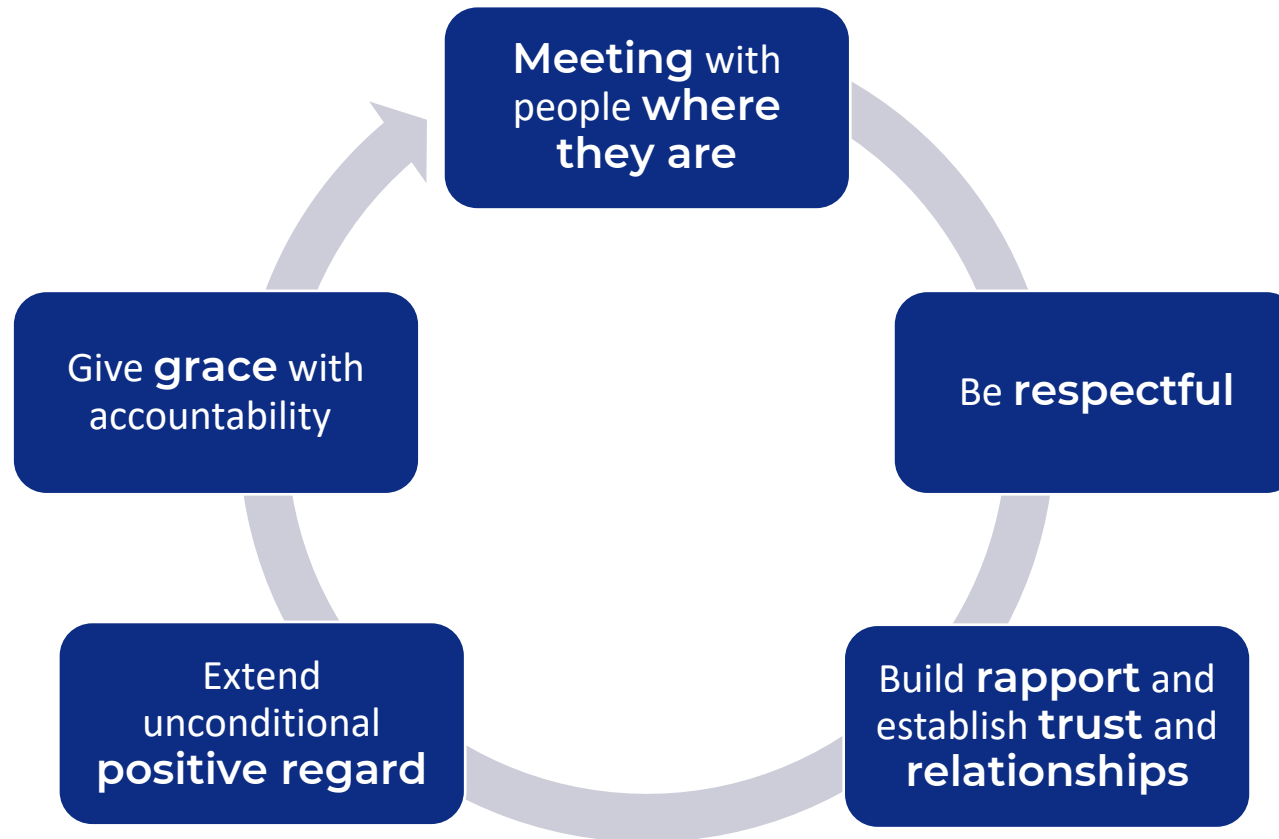 Meeting with
people where
they are
Be respectful
Build rapport and
establish trust and
relationships
Extend
unconditional
positive regard
Give grace with
accountability